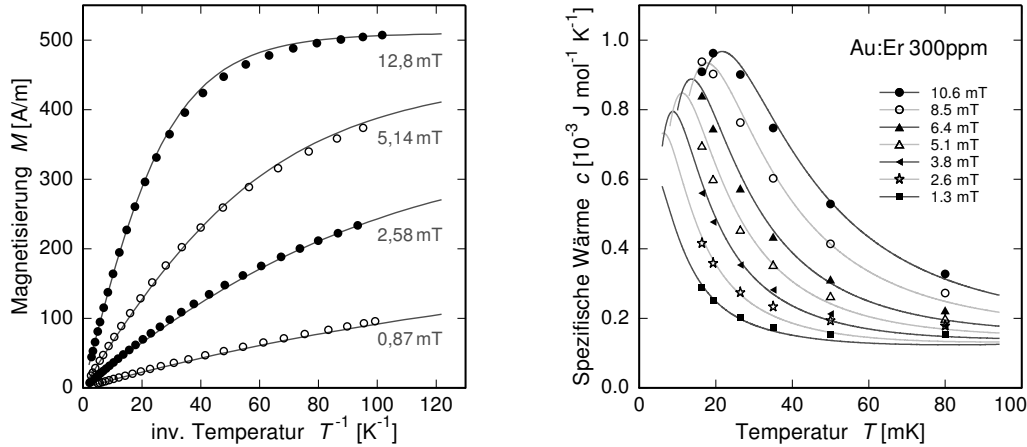 500
400
300
200
100
0
Magnetisierung M [A/m]
12,8 mT
5,14 mT
2,58 mT
0,87 mT
0 20 40 60 80 100 120
inv. Temperatur T⁻¹ [K⁻¹]
1.0
0.8
0.6
0.4
0.2
0.0
Spezifische Wärme c [10⁻³ J mol⁻¹ K⁻¹]
Au:Er 300ppm
10.6 mT
8.5 mT
6.4 mT
5.1 mT
3.8 mT
2.6 mT
1.3 mT
0 20 40 60 80 100
Temperatur T [mK]